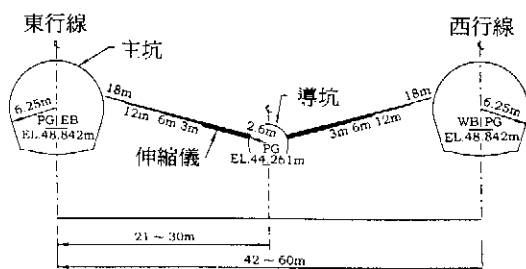 東行線
西行線
主坑
導坑
6.25m
18m
12m 6m 3m
2.6m
18m
3m 6m 12m
6.25m
PG EB
EL.48.842m
伸縮儀
PG
EL.44.261m
WB PG
EL.48.842m
21 ~ 30m
42 ~ 60m